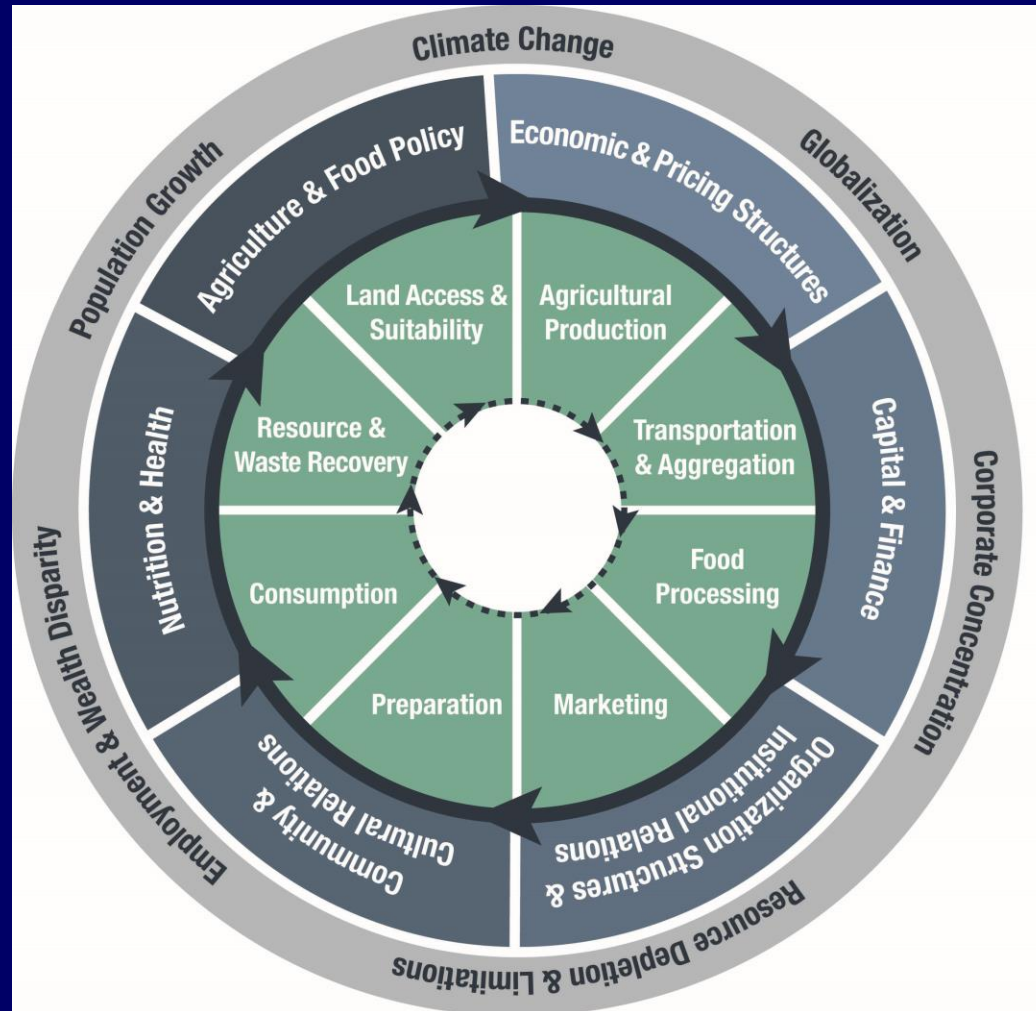 Climate Change
Globalization
Corporate Concentration
Resource Depletion & Limitations
Employment & Wealth Disparity
Population Growth
Economic & Pricing Structures
Capital & Finance
Organization Structures &
Insitutional Relations
Community &
Cultural Relations
Nutrition & Health
Agriculture & Food Policy
Agricultural
Production
Transportation
& Aggregation
Food
Processing
Marketing
Preparation
Consumption
Resource &
Waste Recovery
Land Access &
Suitability